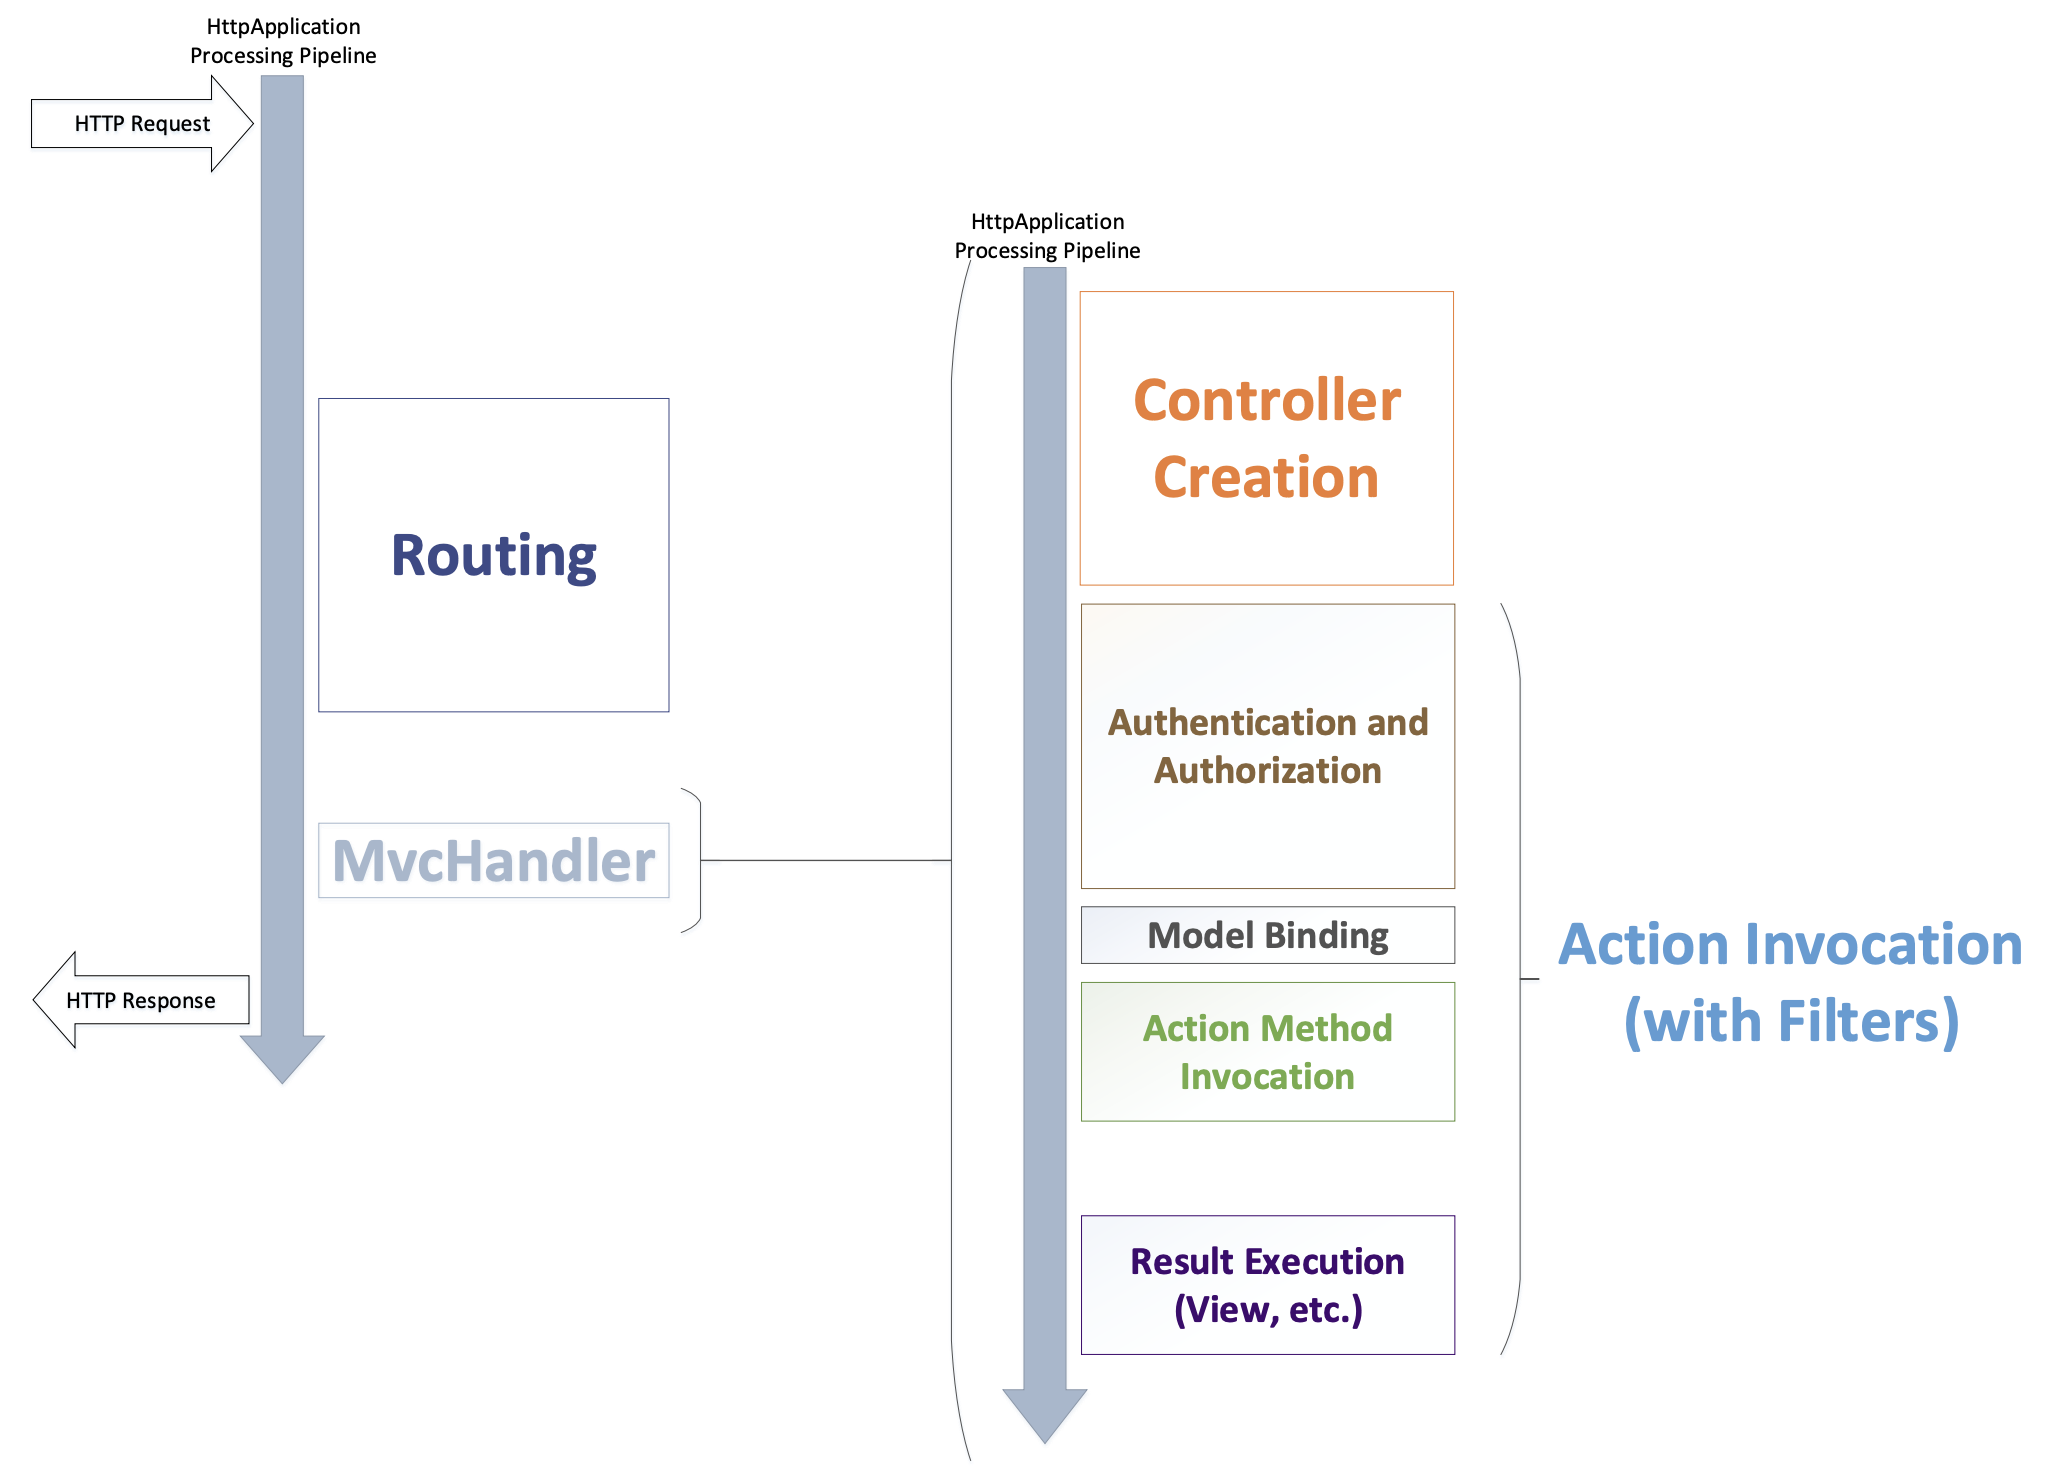 HttpApplication
Processing Pipeline
HTTP Request
Routing
MvcHandler
HTTP Response
HttpApplication
Processing Pipeline
Controller
Creation
Authentication and
Authorization
Model Binding
Action Method
Invocation
Result Execution
(View, etc.)
Action Invocation
(with Filters)